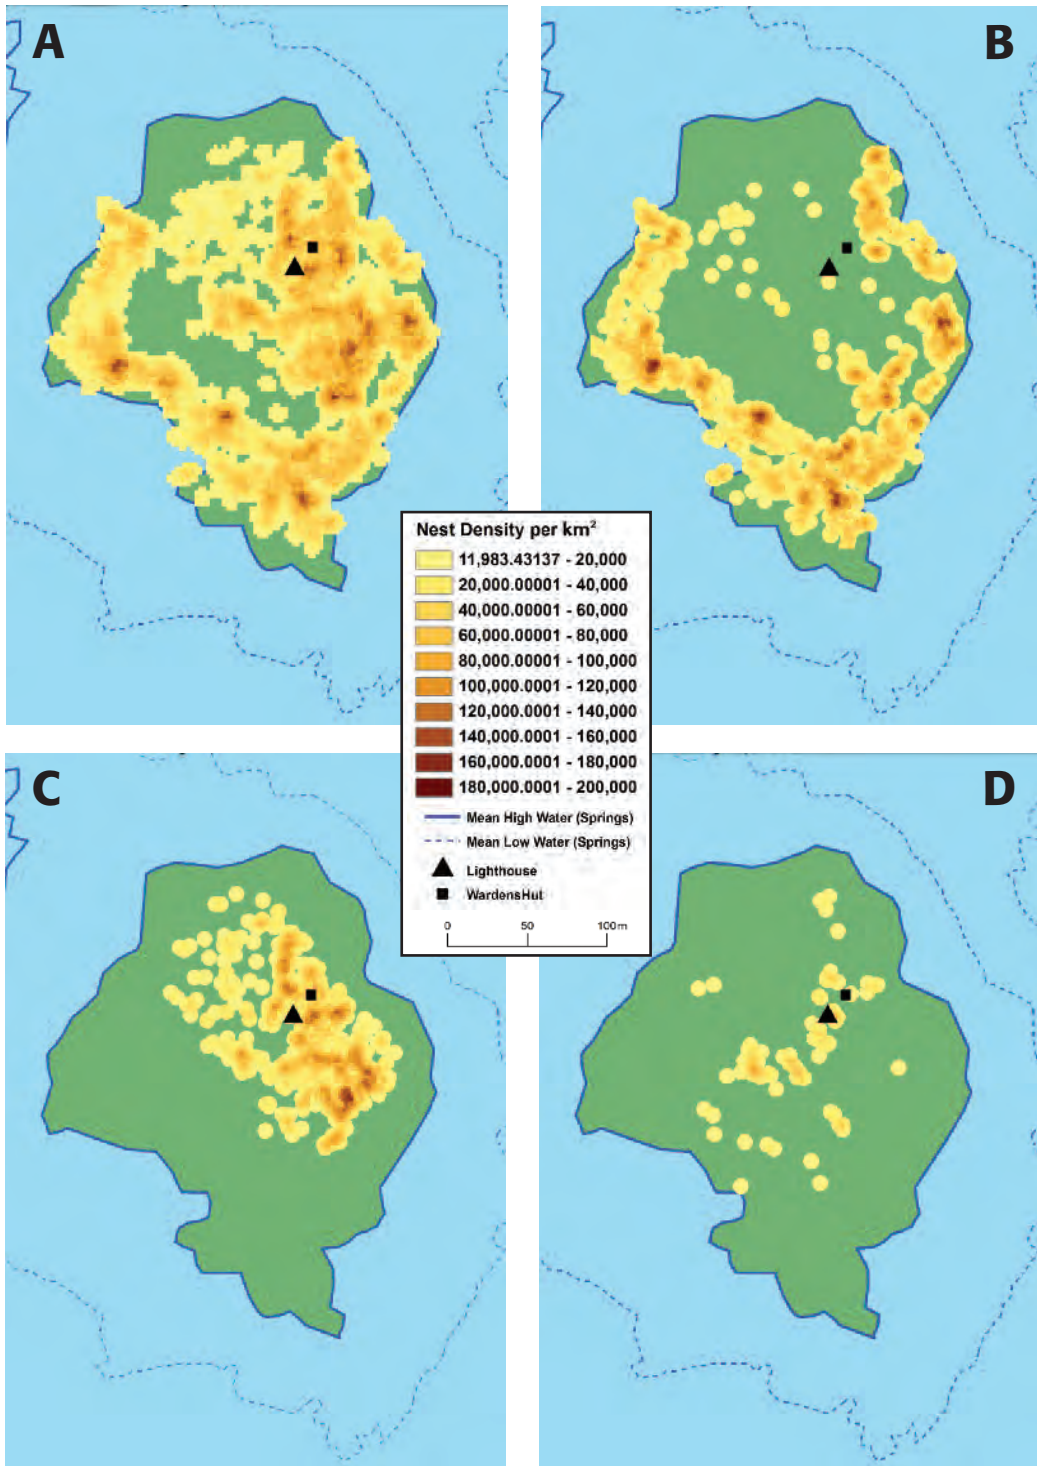 A
B
Nest Density per km²
11,983.43137 - 20,000
20,000.00001 - 40,000
40,000.00001 - 60,000
60,000.00001 - 80,000
80,000.00001 - 100,000
100,000.0001 - 120,000
120,000.0001 - 140,000
140,000.0001 - 160,000
160,000.0001 - 180,000
180,000.0001 - 200,000
Mean High Water (Springs)
Mean Low Water (Springs)
Lighthouse
WardensHut
0 50 100m
C
D